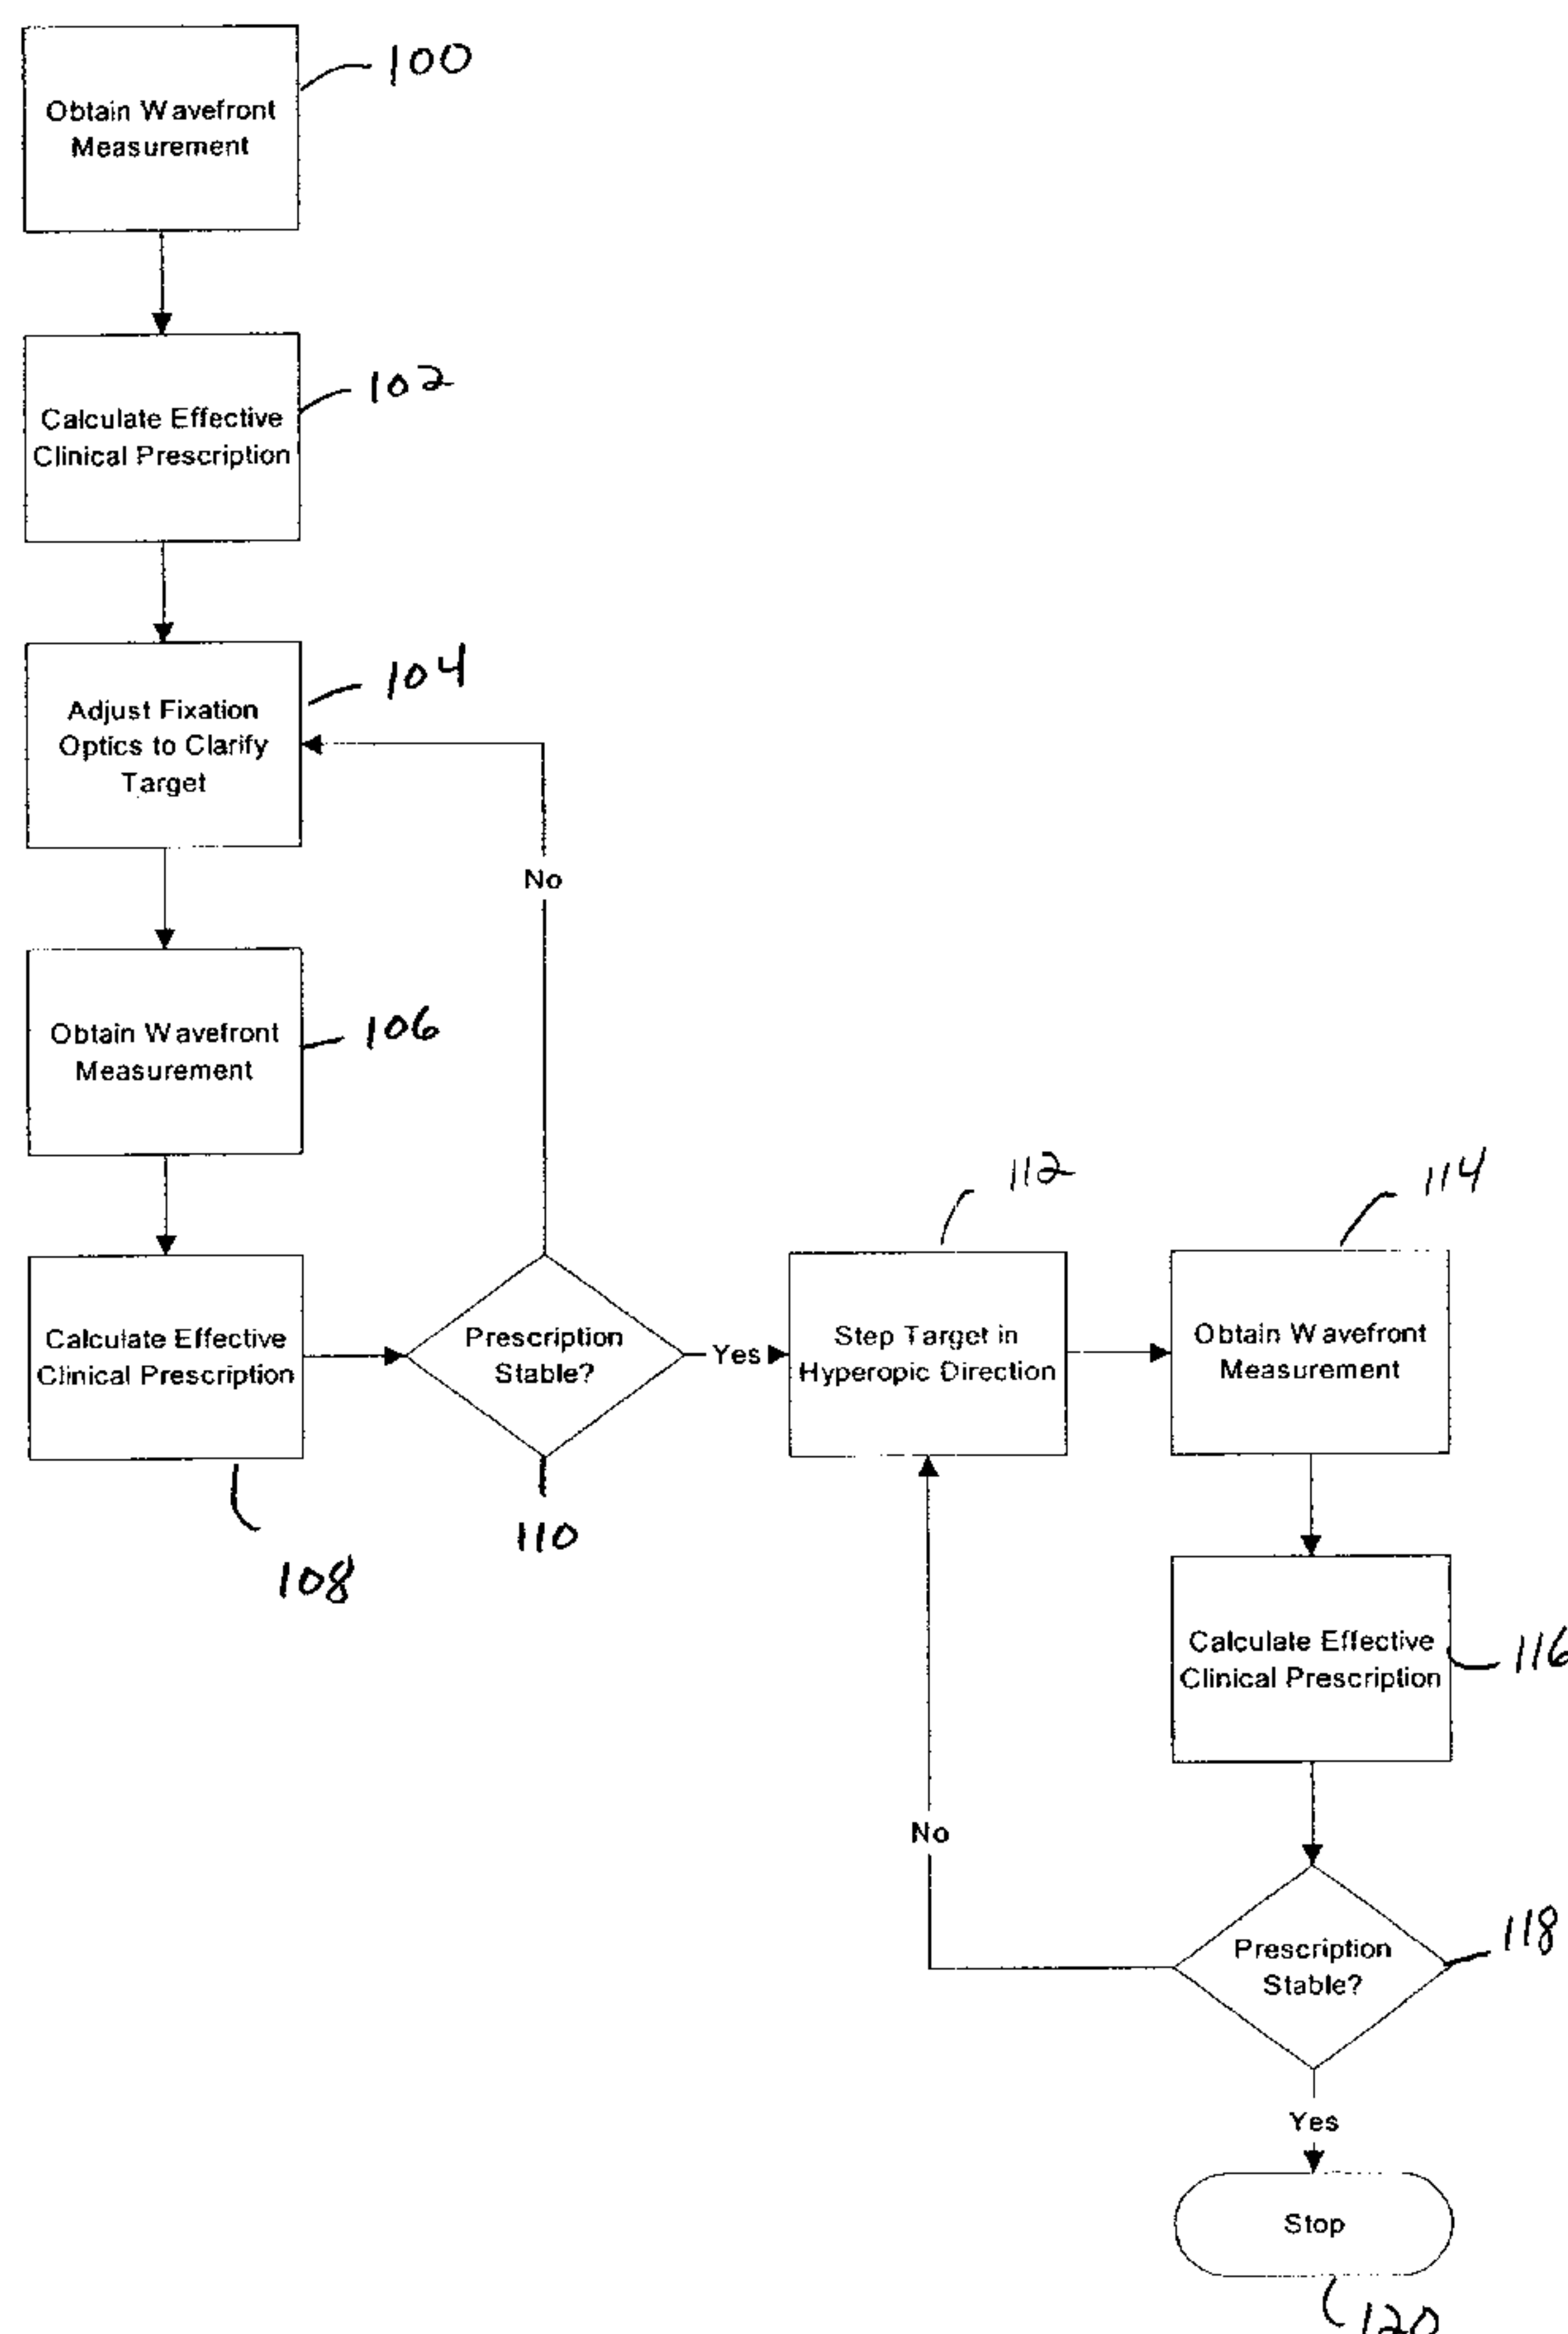 100
Obtain Wavefront
Measurement
102
Calculate Effective
Clinical Prescription
104
Adjust Fixation
Optics to Clarify
Target
No
106
Obtain Wavefront
Measurement
Calculate Effective
Clinical Prescription
108
Prescription
Stable?
110
Yes
112
Step Target in
Hyperopic Direction
114
Obtain Wavefront
Measurement
Calculate Effective
Clinical Prescription
116
No
Prescription
Stable?
118
Yes
Stop
120